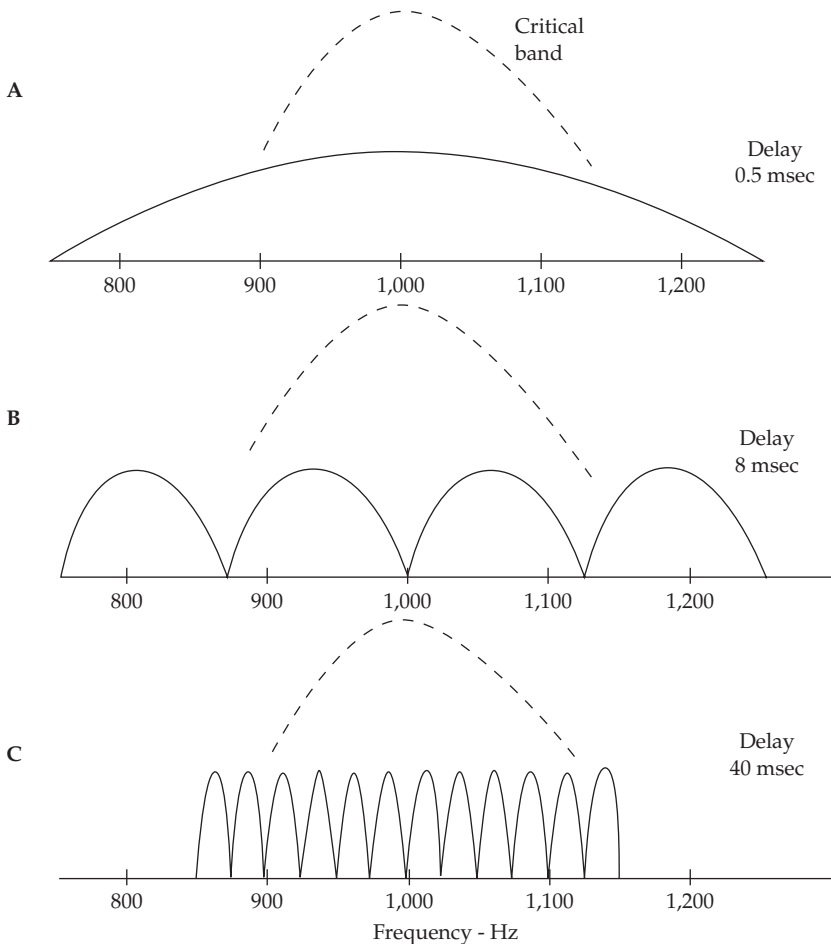 Critical
band
A
Delay
0.5 msec
800 900 1,000 1,100 1,200
B
Delay
8 msec
800 900 1,000 1,100 1,200
C
Delay
40 msec
800 900 1,000 1,100 1,200
Frequency - Hz